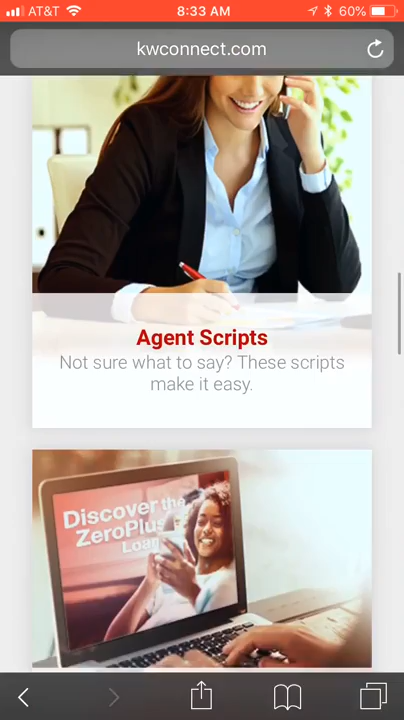 AT&T 8:33 AM 60%
kwconnect.com
Agent Scripts
Not sure what to say? These scripts
make it easy.
Discover the
ZeroPlus
Loan